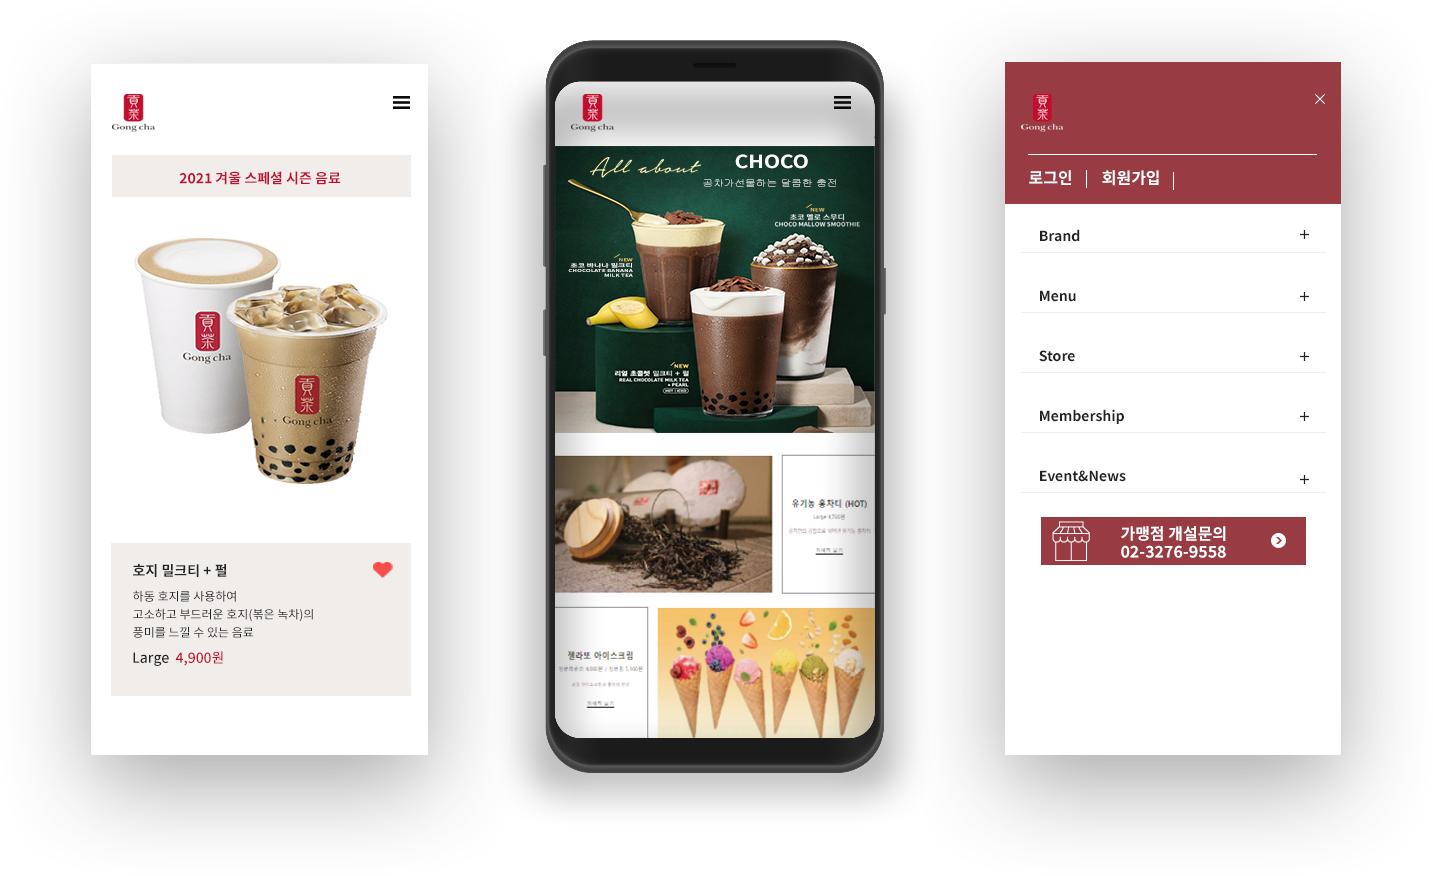 貢茶
Gong cha
2021 겨울 스페셜 시즌 음료
貢茶
Gong cha
貢茶
Gong cha
호지 밀크티 + 펄
하동 호지를 사용하여
고소하고 부드러운 호지(볶은 녹차)의
풍미를 느낄 수 있는 음료
Large 4,900원
貢茶
Gong cha
All about CHOCO
공차가선물하는 달콤한 충전
NEW
초코 멜로 스무디
CHOCO MALLOW SMOOTHIE
NEW
초코 바나나 밀크티
CHOCOLATE BANANA
MILK TEA
NEW
리얼 초콜렛 밀크티 + 펄
REAL CHOCOLATE MILK TEA
+ PEARL
유기농 홍차티 (HOT)
Large 4,700원
자세히 보기
젤라또 아이스크림
자세히 보기
貢茶
Gong cha
로그인 | 회원가입 |
Brand +
Menu +
Store +
Membership +
Event&News +
가맹점 개설문의
02-3276-9558